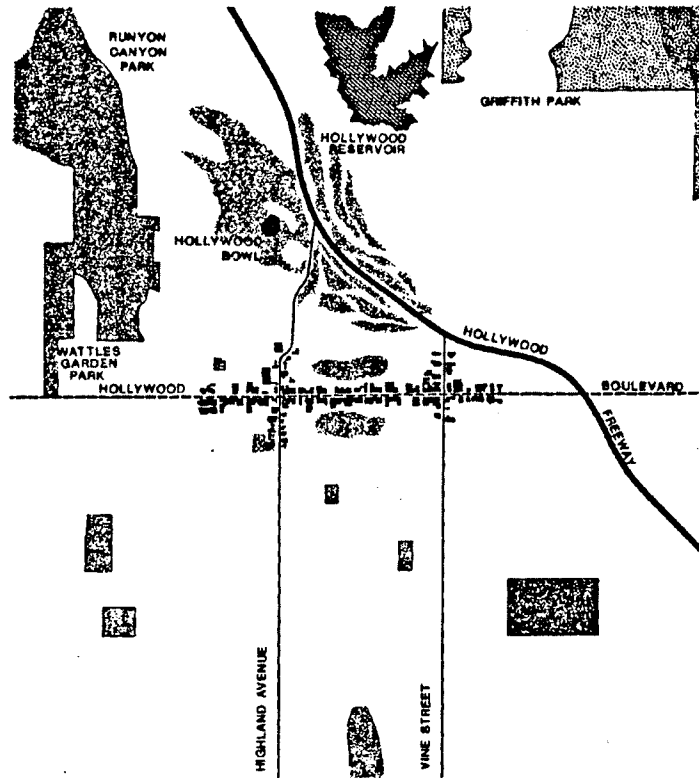 RUNYON
CANYON
PARK
GRIFFITH PARK
HOLLYWOOD
RESERVOIR
HOLLYWOOD
BOWL
WATTLES
GARDEN
PARK
HOLLYWOOD
HOLLYWOOD
BOULEVARD
FREEWAY
HIGHLAND AVENUE
VINE STREET